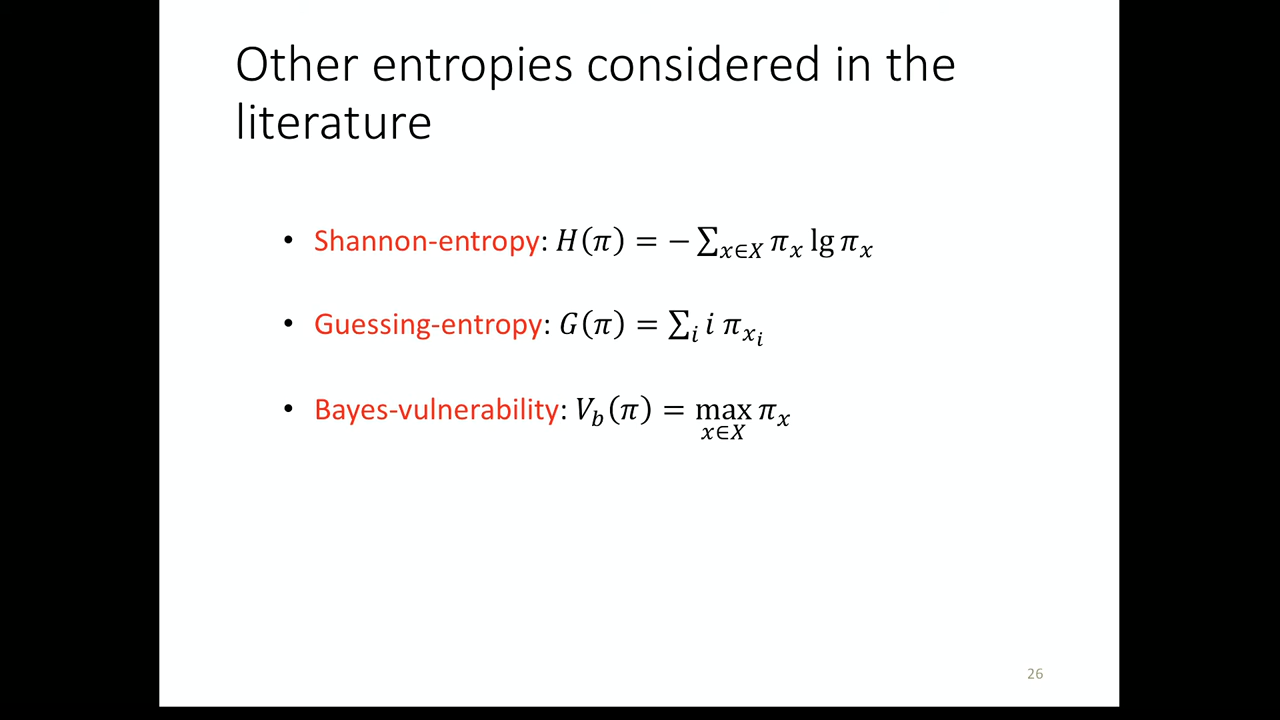 Other entropies considered in the
literature
• Shannon-entropy: 𝐻(𝜋) = −∑𝑥∈𝑋 𝜋𝑥 lg 𝜋𝑥
• Guessing-entropy: 𝐺(𝜋) = ∑𝑖 𝑖 𝜋𝑥𝑖
• Bayes-vulnerability: 𝑉𝑏(𝜋) = max 𝜋𝑥
𝑥∈𝑋
26